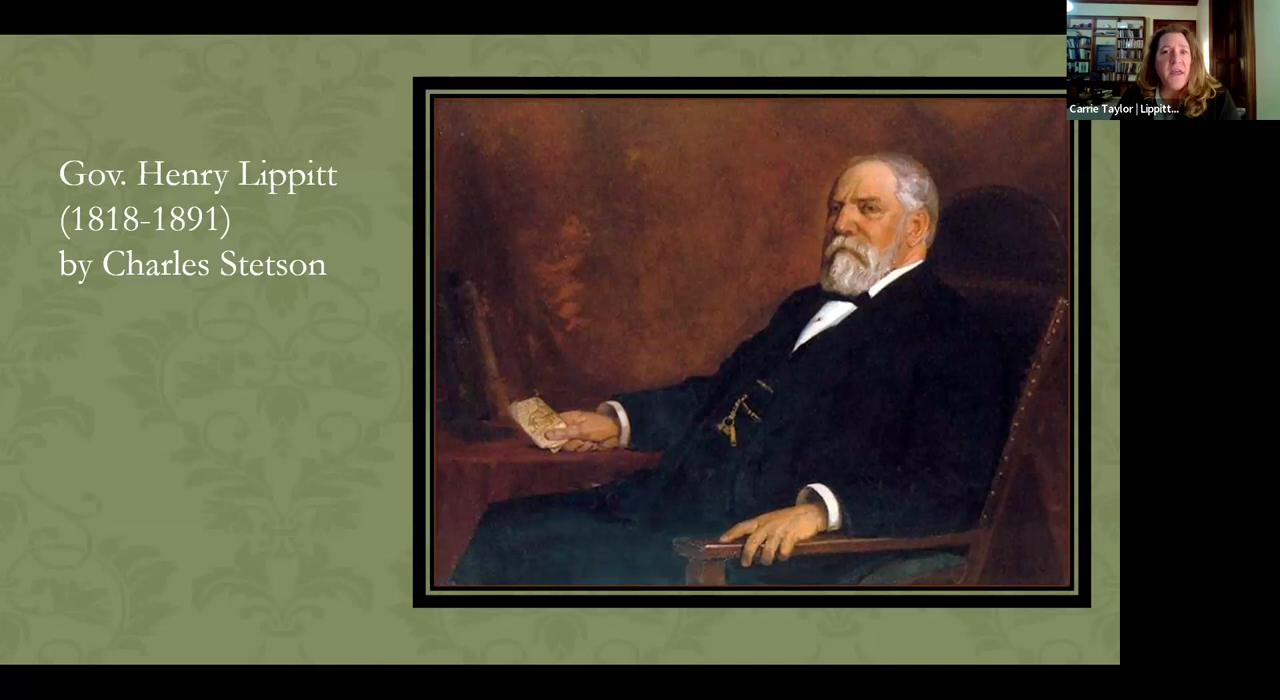 Gov. Henry Lippitt
(1818-1891)
by Charles Stetson
Carrie Taylor | Lippitt...